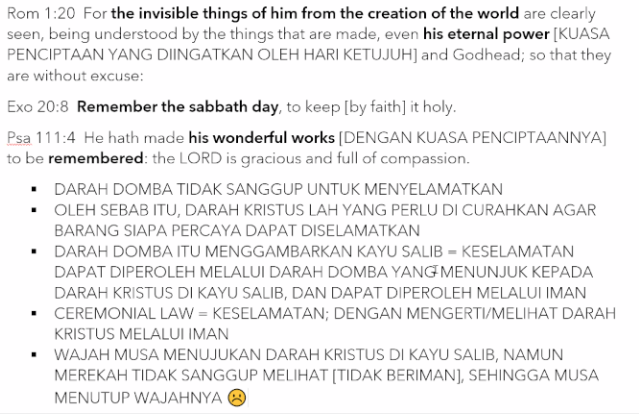 Rom 1:20 For the invisible things of him from the creation of the world are clearly
seen, being understood by the things that are made, even his eternal power [KUASA
PENCIPTAAN YANG DIINGATKAN OLEH HARI KETUJUH] and Godhead; so that they
are without excuse:
Exo 20:8 Remember the sabbath day, to keep [by faith] it holy.
Psa 111:4 He hath made his wonderful works [DENGAN KUASA PENCIPTAANNYA]
to be remembered: the LORD is gracious and full of compassion.
▪ DARAH DOMBA TIDAK SANGGUP UNTUK MENYELAMATKAN
▪ OLEH SEBAB ITU, DARAH KRISTUS LAH YANG PERLU DI CURAHKAN AGAR
BARANG SIAPA PERCAYA DAPAT DISELAMATKAN
▪ DARAH DOMBA ITU MENGGAMBARKAN KAYU SALIB = KESELAMATAN
DAPAT DIPEROLEH MELALUI DARAH DOMBA YANG MENUNJUK KEPADA
DARAH KRISTUS DI KAYU SALIB, DAN DAPAT DIPEROLEH MELALUI IMAN
▪ CEREMONIAL LAW = KESELAMATAN; DENGAN MENGERTI/MELIHAT DARAH
KRISTUS MELALUI IMAN
▪ WAJAH MUSA MENUJUKAN DARAH KRISTUS DI KAYU SALIB, NAMUN
MEREKAH TIDAK SANGGUP MELIHAT [TIDAK BERIMAN], SEHINGGA MUSA
MENUTUP WAJAHNYA ☹